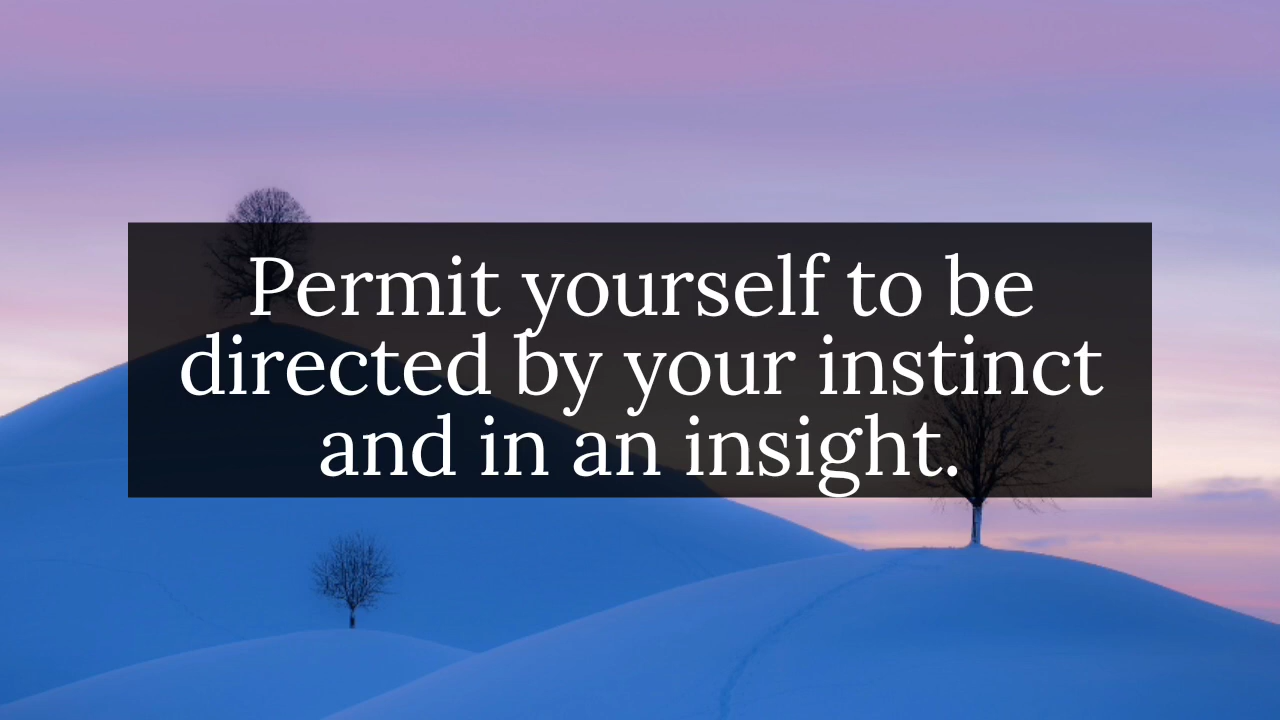 Permit yourself to be
directed by your instinct
and in an insight.